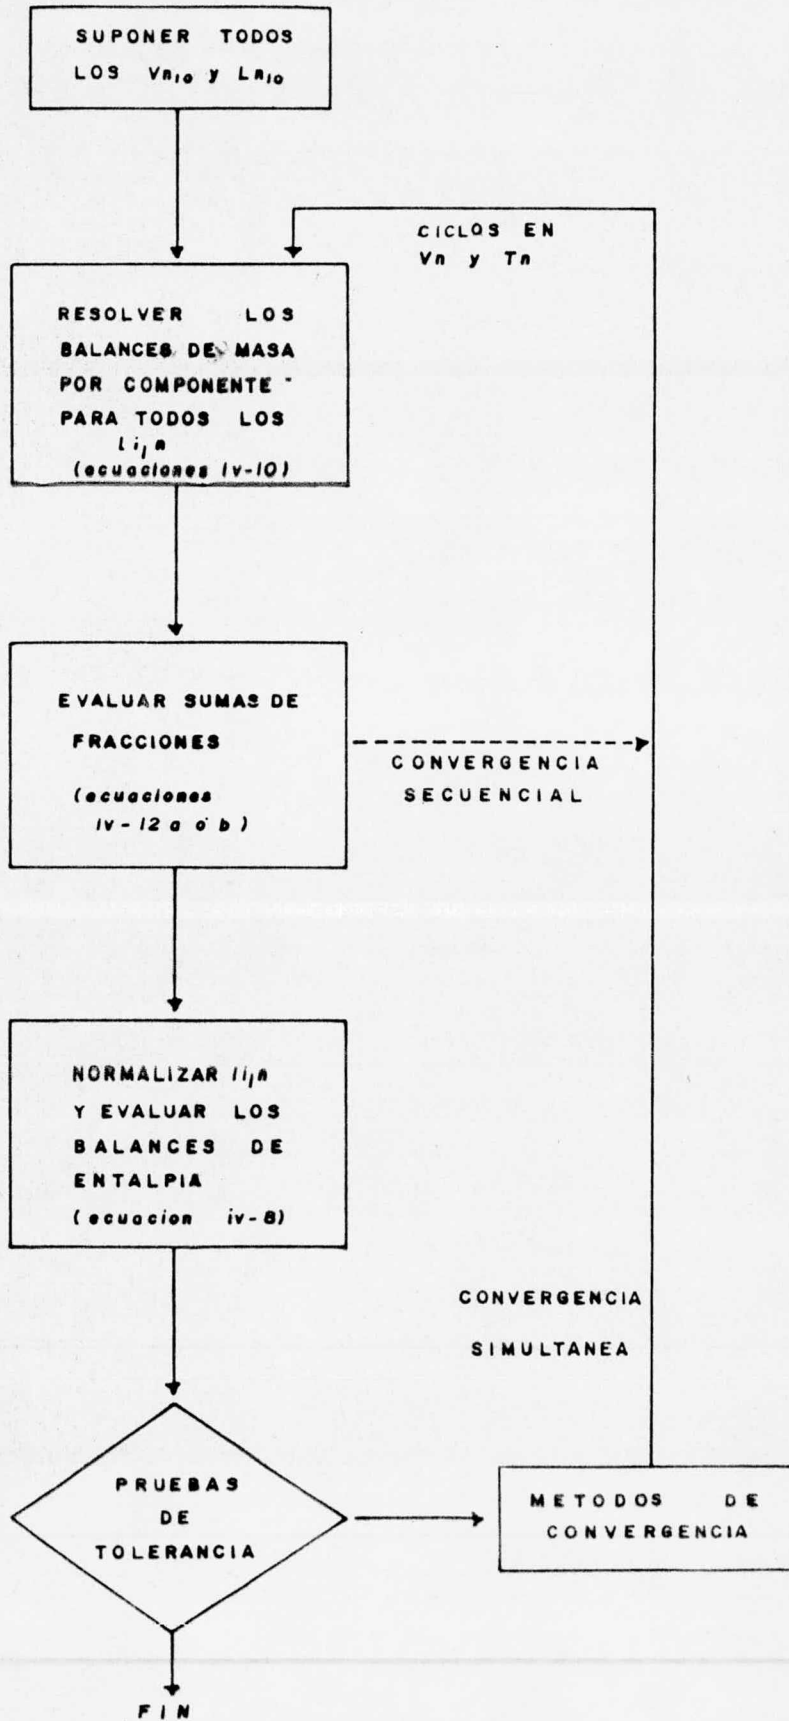 SUPONER TODOS
LOS Vn,o y Ln,o
CICLOS EN
Vn y Tn
RESOLVER LOS
BALANCES DE MASA
POR COMPONENTE
PARA TODOS LOS
li,n
(ecuaciones iv-10)
EVALUAR SUMAS DE
FRACCIONES
(ecuaciones
iv-12 a ó b)
CONVERGENCIA
SECUENCIAL
NORMALIZAR li,n
Y EVALUAR LOS
BALANCES DE
ENTALPIA
(ecuacion iv-8)
CONVERGENCIA
SIMULTANEA
PRUEBAS
DE
TOLERANCIA
METODOS DE
CONVERGENCIA
FIN